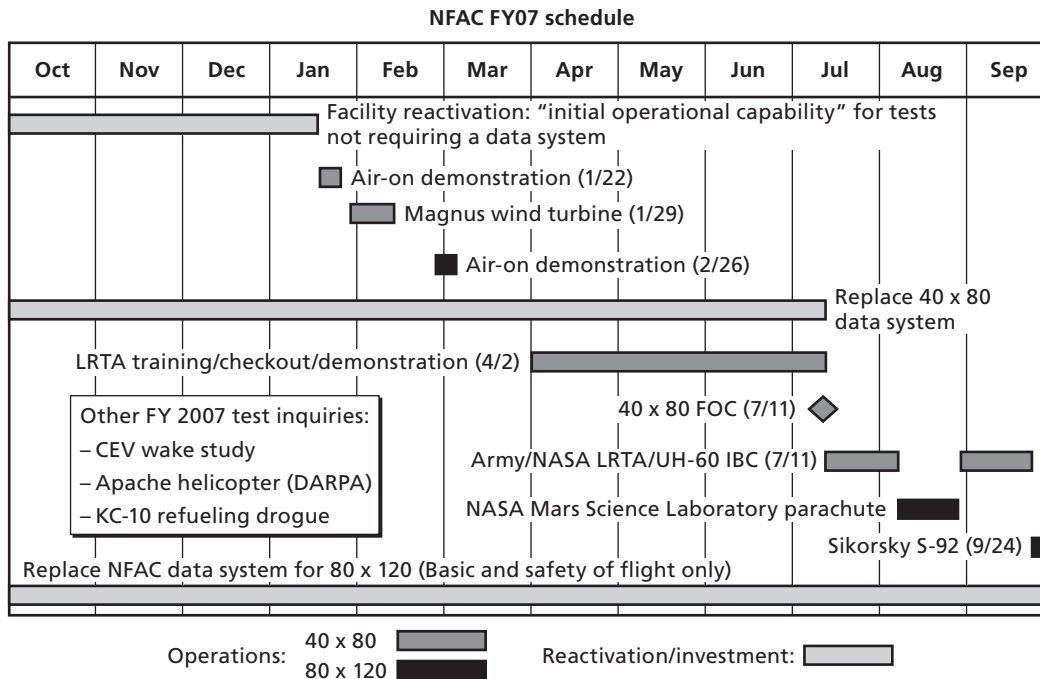 NFAC FY07 schedule
Oct Nov Dec Jan Feb Mar Apr May Jun Jul Aug Sep
Facility reactivation: “initial operational capability” for tests
not requiring a data system
Air-on demonstration (1/22)
Magnus wind turbine (1/29)
Air-on demonstration (2/26)
Replace 40 x 80
data system
LRTA training/checkout/demonstration (4/2)
Other FY 2007 test inquiries:
– CEV wake study
– Apache helicopter (DARPA)
– KC-10 refueling drogue
40 x 80 FOC (7/11)
Army/NASA LRTA/UH-60 IBC (7/11)
NASA Mars Science Laboratory parachute
Sikorsky S-92 (9/24)
Replace NFAC data system for 80 x 120 (Basic and safety of flight only)
Operations:
40 x 80
80 x 120
Reactivation/investment: